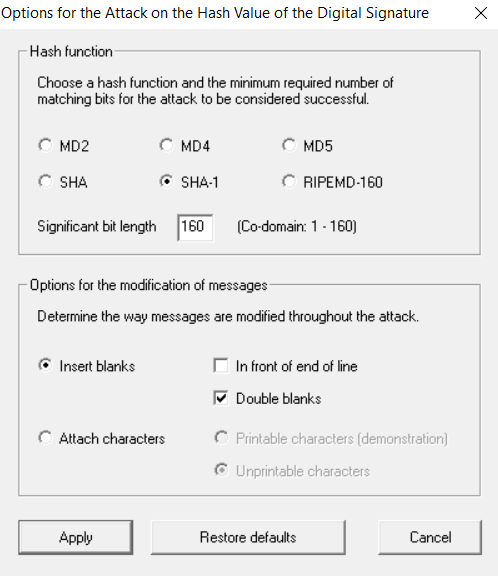 Options for the Attack on the Hash Value of the Digital Signature
Hash function
Choose a hash function and the minimum required number of
matching bits for the attack to be considered successful.
MD2 MD4 MD5
SHA SHA-1 RIPEMD-160
Significant bit length 160 (Co-domain: 1 - 160)
Options for the modification of messages
Determine the way messages are modified throughout the attack.
Insert blanks In front of end of line
Double blanks
Attach characters Printable characters (demonstration)
Unprintable characters
Apply Restore defaults Cancel